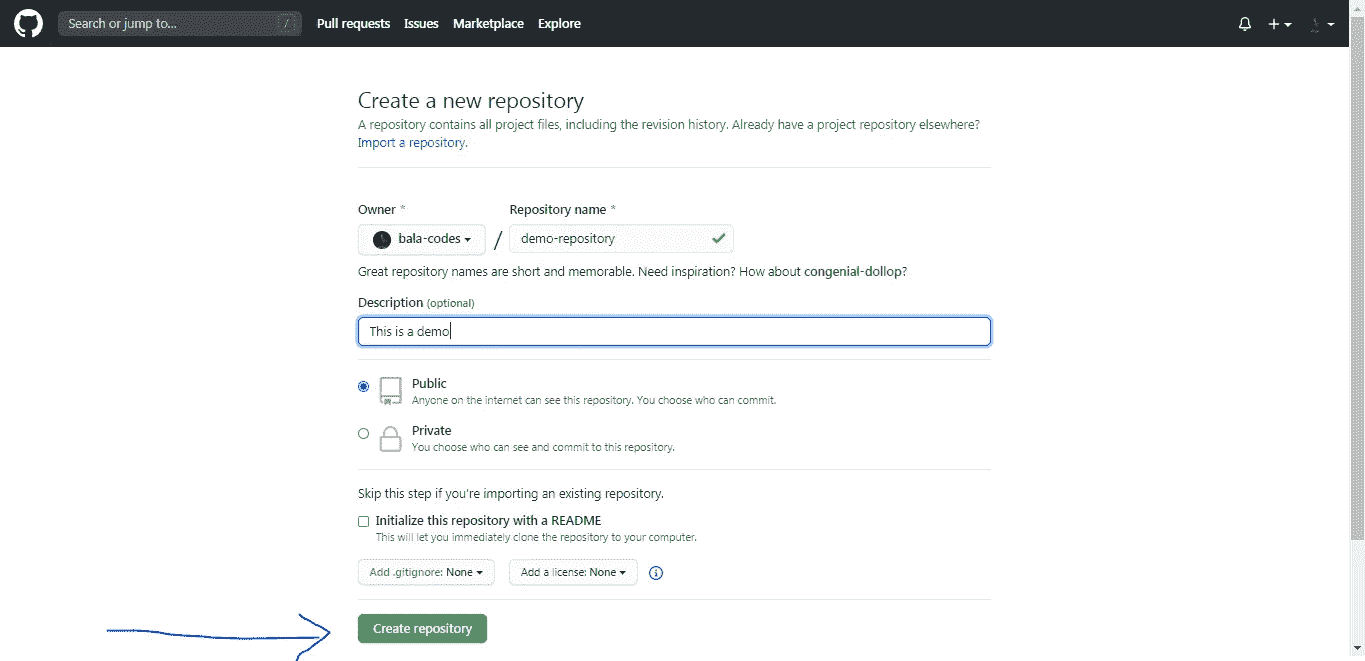 Search or jump to... /
Pull requests Issues Marketplace Explore
Create a new repository
A repository contains all project files, including the revision history. Already have a project repository elsewhere?
Import a repository.
Owner * Repository name *
bala-codes / demo-repository
Great repository names are short and memorable. Need inspiration? How about congenial-dollop?
Description (optional)
This is a demo
Public
Anyone on the internet can see this repository. You choose who can commit.
Private
You choose who can see and commit to this repository.
Skip this step if you're importing an existing repository.
Initialize this repository with a README
This will let you immediately clone the repository to your computer.
Add .gitignore: None Add a license: None
Create repository